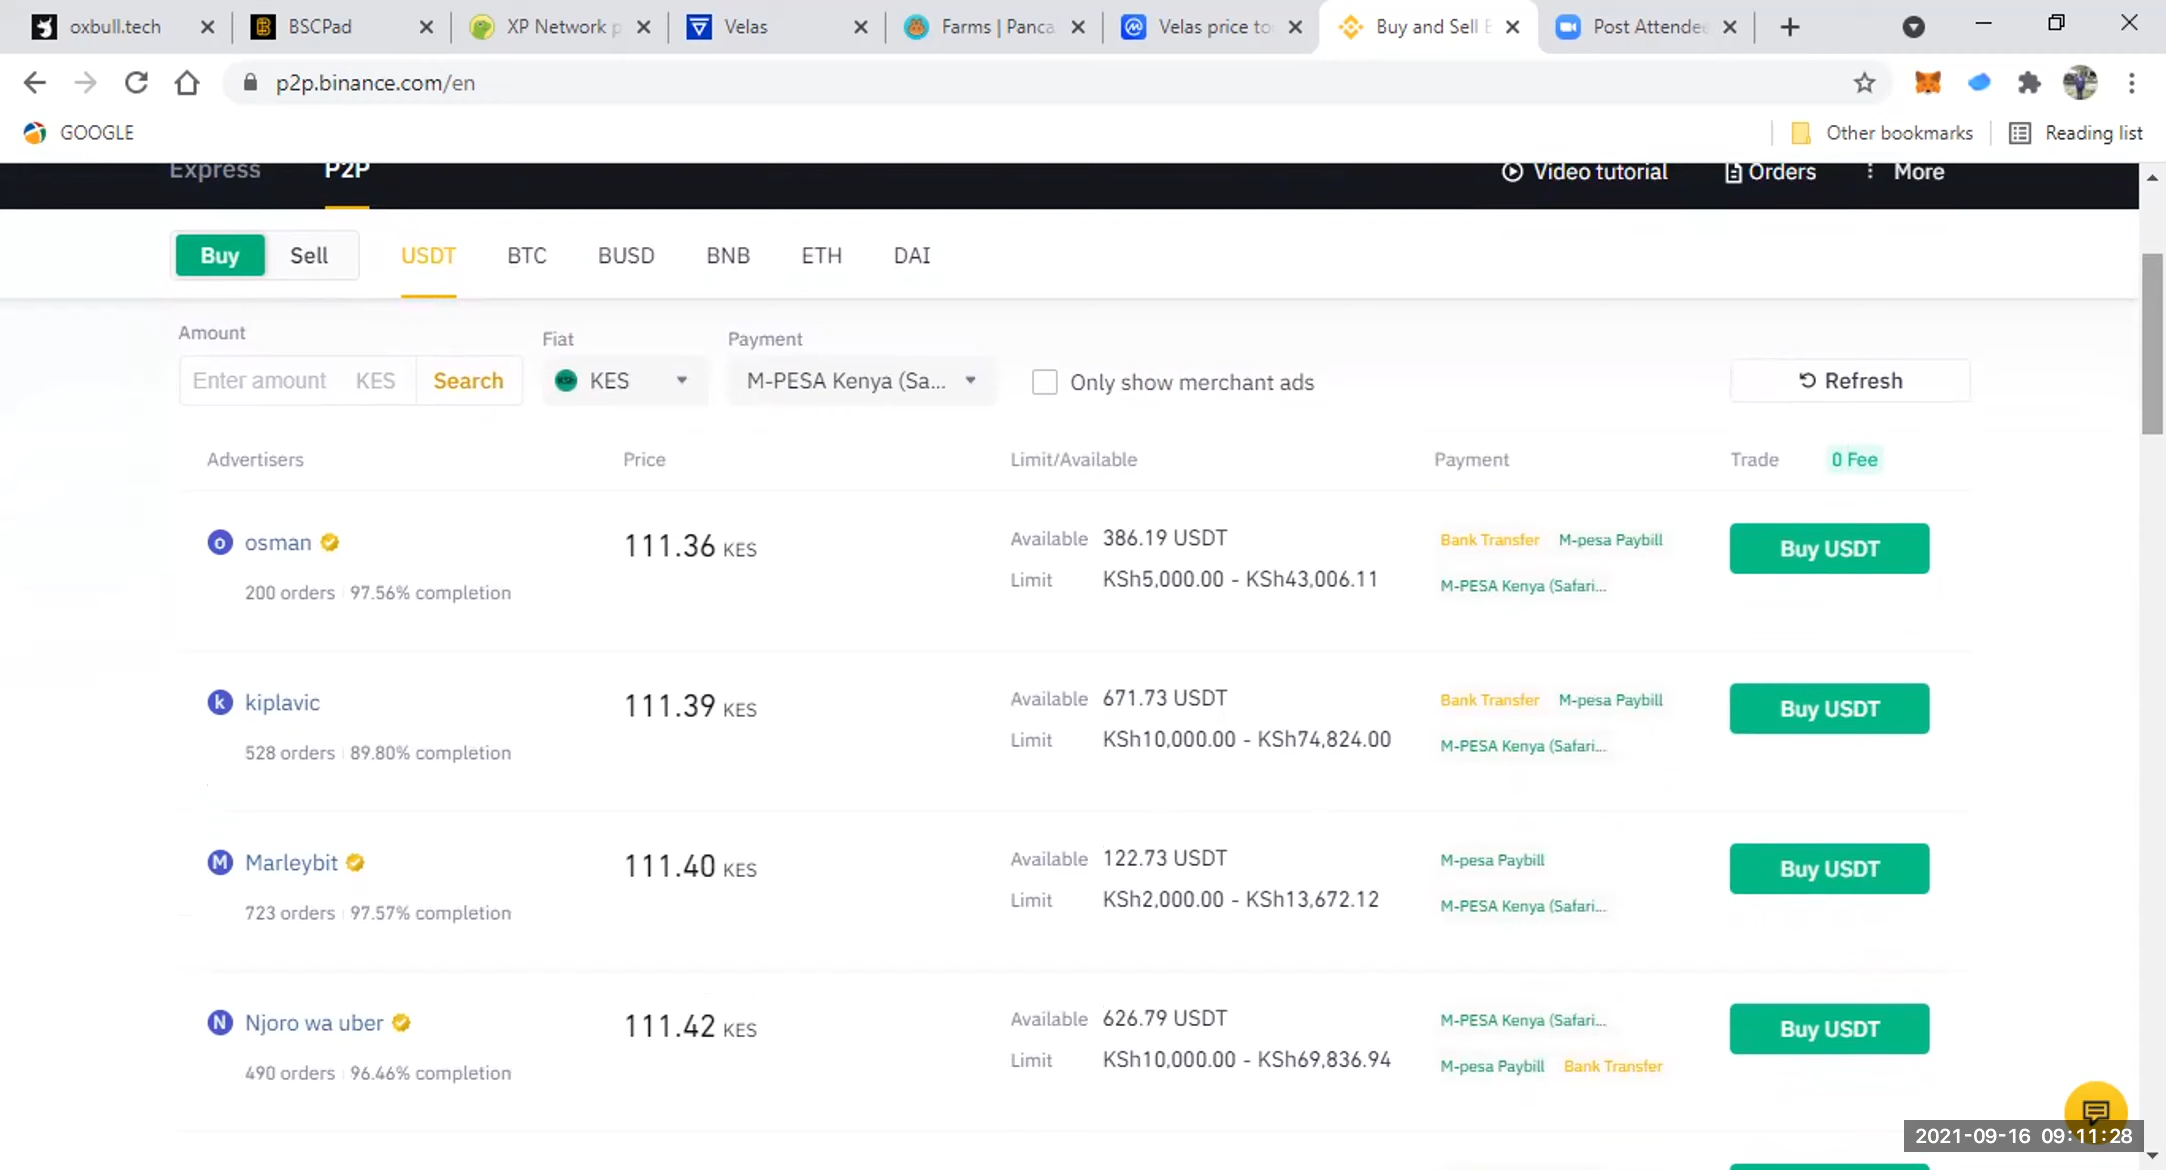 oxbull.tech BSCPad XP Network p Velas Farms | Panca Velas price to Buy and Sell B Post Attendee
p2p.binance.com/en
GOOGLE Other bookmarks Reading list
Express P2P Video tutorial Orders More
Buy Sell USDT BTC BUSD BNB ETH DAI
Amount Fiat Payment
Enter amount KES Search KES M-PESA Kenya (Sa... Only show merchant ads Refresh
Advertisers Price Limit/Available Payment Trade 0 Fee
o osman 111.36 KES Available 386.19 USDT Bank Transfer M-pesa Paybill Buy USDT
200 orders 97.56% completion Limit KSh5,000.00 - KSh43,006.11 M-PESA Kenya (Safari...
k kiplavic 111.39 KES Available 671.73 USDT Bank Transfer M-pesa Paybill Buy USDT
528 orders 89.80% completion Limit KSh10,000.00 - KSh74,824.00 M-PESA Kenya (Safari...
M Marleybit 111.40 KES Available 122.73 USDT M-pesa Paybill Buy USDT
723 orders 97.57% completion Limit KSh2,000.00 - KSh13,672.12 M-PESA Kenya (Safari...
N Njoro wa uber 111.42 KES Available 626.79 USDT M-PESA Kenya (Safari... Buy USDT
490 orders 96.46% completion Limit KSh10,000.00 - KSh69,836.94 M-pesa Paybill Bank Transfer
2021-09-16 09:11:28